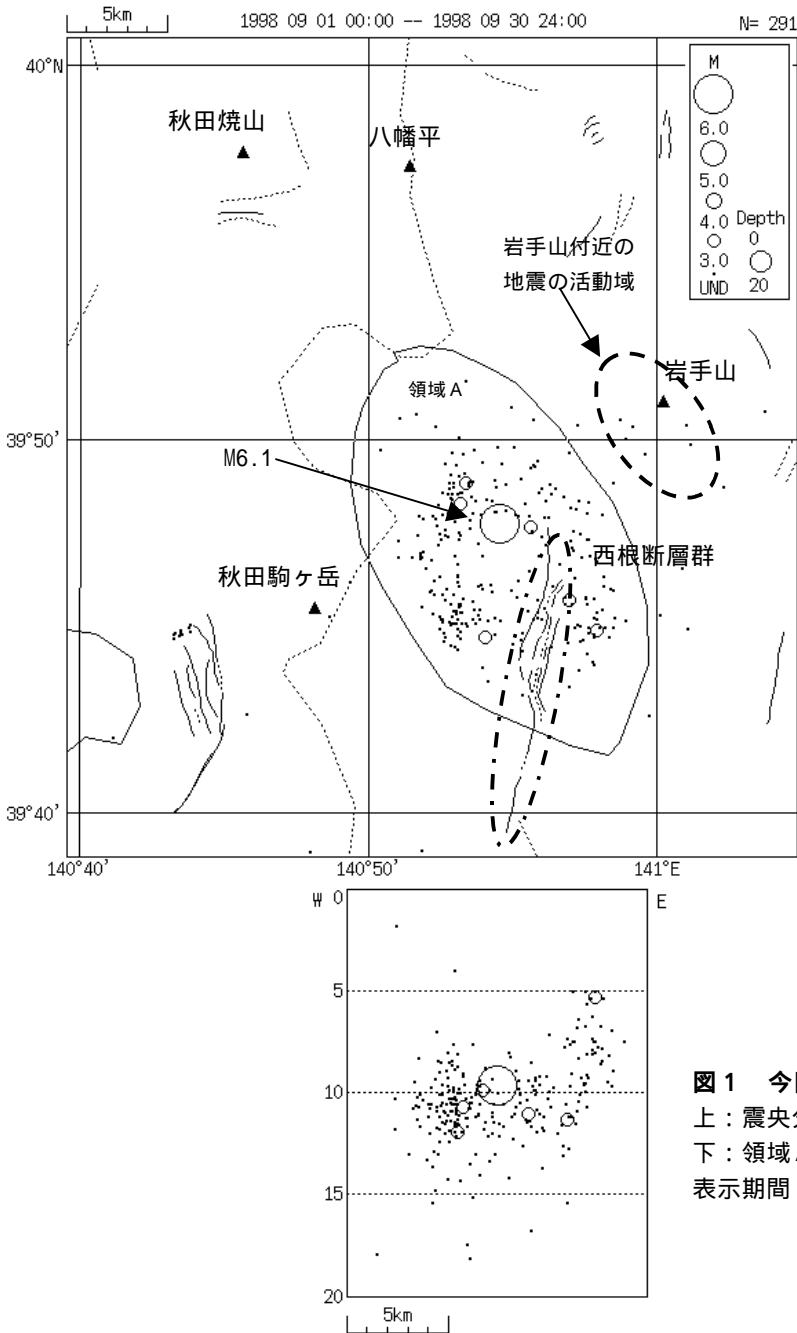 5km
1998 09 01 00:00 -- 1998 09 30 24:00
N= 291
40°N
M
6.0
5.0
4.0
3.0
UND
Depth
0
20
秋田焼山
八幡平
岩手山付近の
地震の活動域
岩手山
領域A
39°50'
M6.1
西根断層群
秋田駒ヶ岳
39°40'
140°40'
140°50'
141°E
W
E
0
5
10
15
20
5km
図1 今
上:震央
下:領域
表示期間